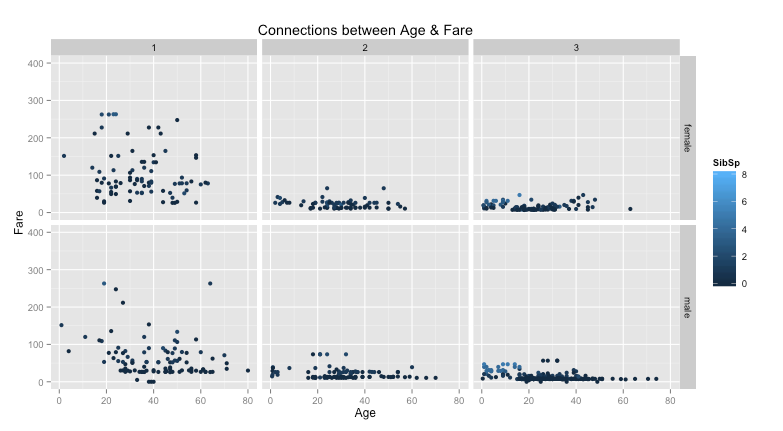 Connections between Age & Fare
1 2 3
400
300
200
100
0
female
400
300
200
100
0
male
0 20 40 60 80 0 20 40 60 80 0 20 40 60 80
Age
Fare
SibSp
8
6
4
2
0